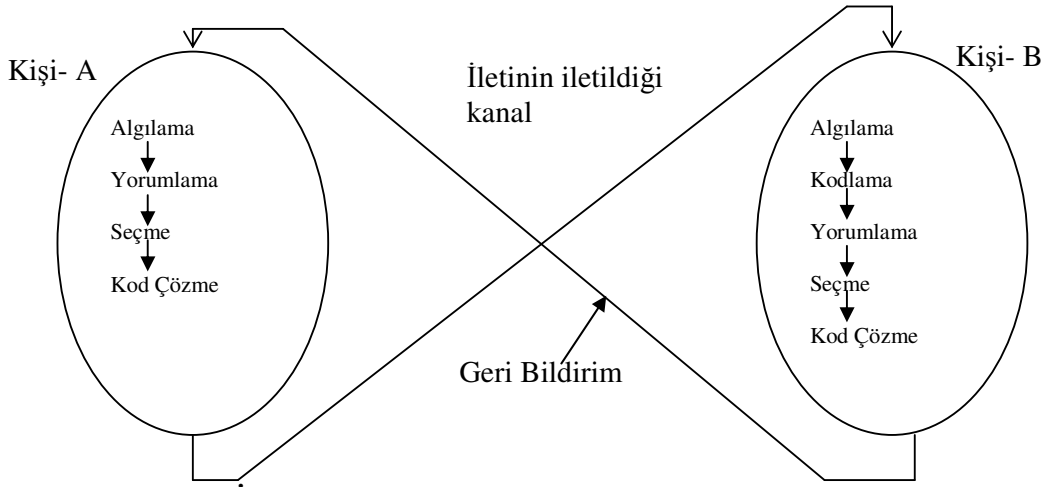 Kişi- A
Algılama
Yorumlama
Seçme
Kod Çözme
İletinin iletildiği
kanal
Geri Bildirim
Kişi- B
Algılama
Kodlama
Yorumlama
Seçme
Kod Çözme